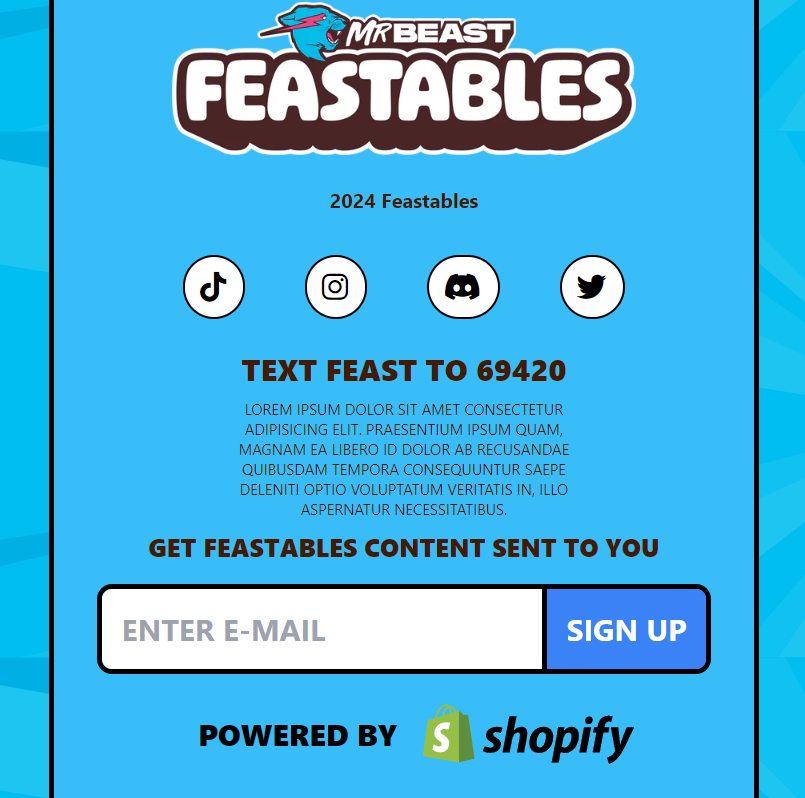 MRBEAST
FEASTABLES
2024 Feastables
TEXT FEAST TO 69420
LOREM IPSUM DOLOR SIT AMET CONSECTETUR
ADIPISICING ELIT. PRAESENTIUM IPSUM QUAM,
MAGNAM EA LIBERO ID DOLOR AB RECUSANDAE
QUIBUSDAM TEMPORA CONSEQUUNTUR SAEPE
DELENITI OPTIO VOLUPTATUM VERITATIS IN, ILLO
ASPERNATUR NECESSITATIBUS.
GET FEASTABLES CONTENT SENT TO YOU
ENTER E-MAIL SIGN UP
POWERED BY shopify